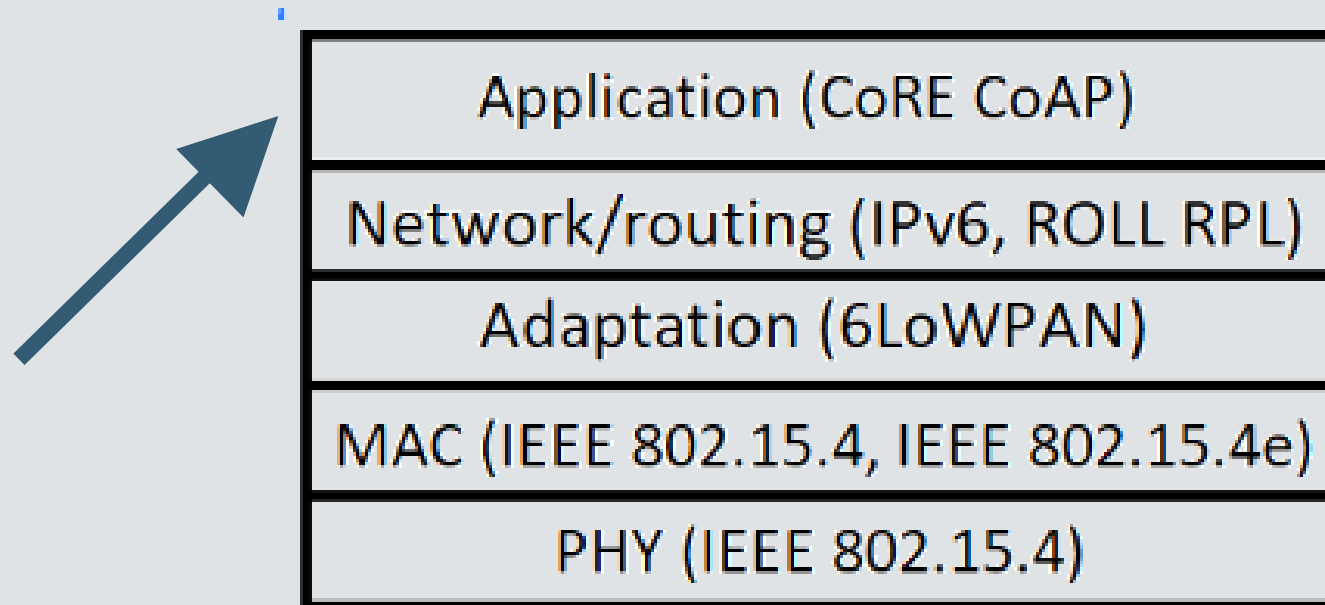 Application (CoRE CoAP)
Network/routing (IPv6, ROLL RPL)
Adaptation (6LoWPAN)
MAC (IEEE 802.15.4, IEEE 802.15.4e)
PHY (IEEE 802.15.4)